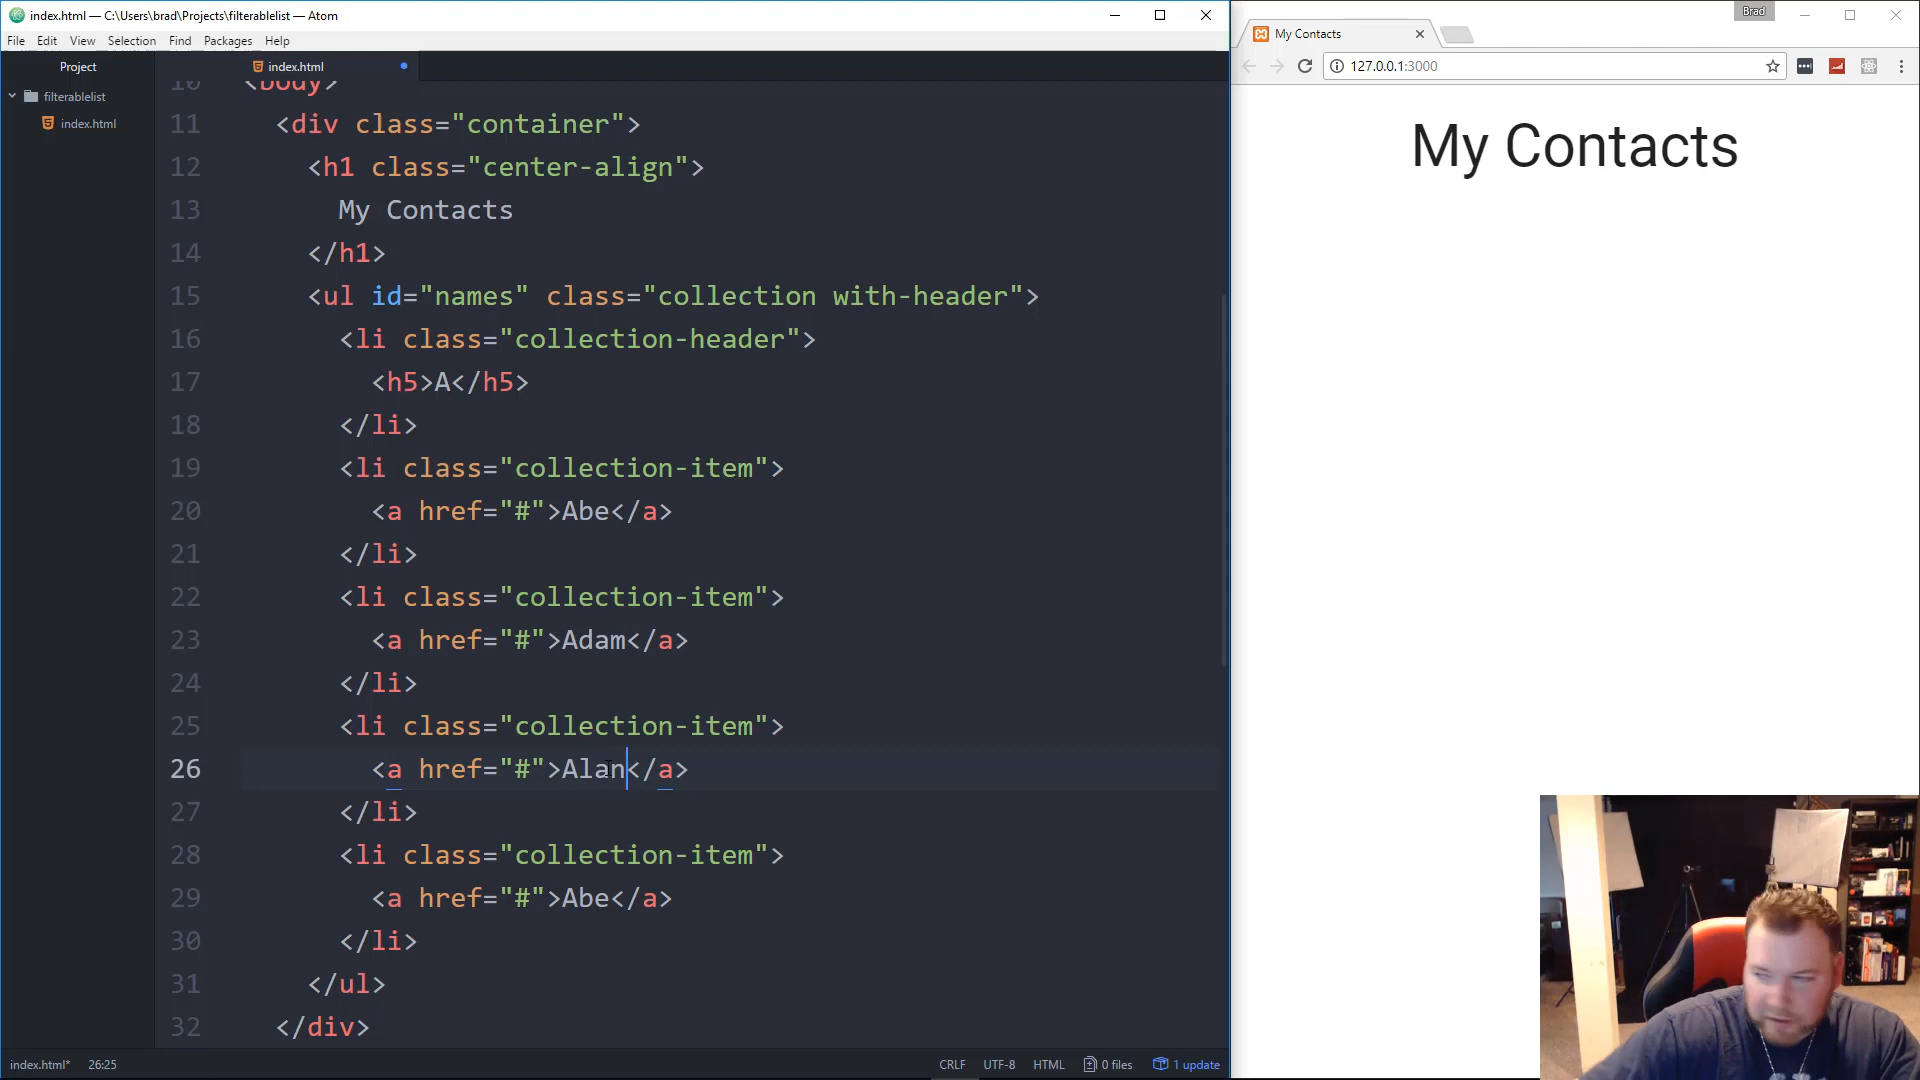 index.html — C:\Users\brad\Projects\filterablelist — Atom
File Edit View Selection Find Packages Help
Project
filterablelist
index.html
index.html
10 <body>
11 <div class="container">
12 <h1 class="center-align">
13 My Contacts
14 </h1>
15 <ul id="names" class="collection with-header">
16 <li class="collection-header">
17 <h5>A</h5>
18 </li>
19 <li class="collection-item">
20 <a href="#">Abe</a>
21 </li>
22 <li class="collection-item">
23 <a href="#">Adam</a>
24 </li>
25 <li class="collection-item">
26 <a href="#">Alan</a>
27 </li>
28 <li class="collection-item">
29 <a href="#">Abe</a>
30 </li>
31 </ul>
32 </div>
index.html* 26:25 CRLF UTF-8 HTML 0 files 1 update
Brad
My Contacts
127.0.0.1:3000
My Contacts